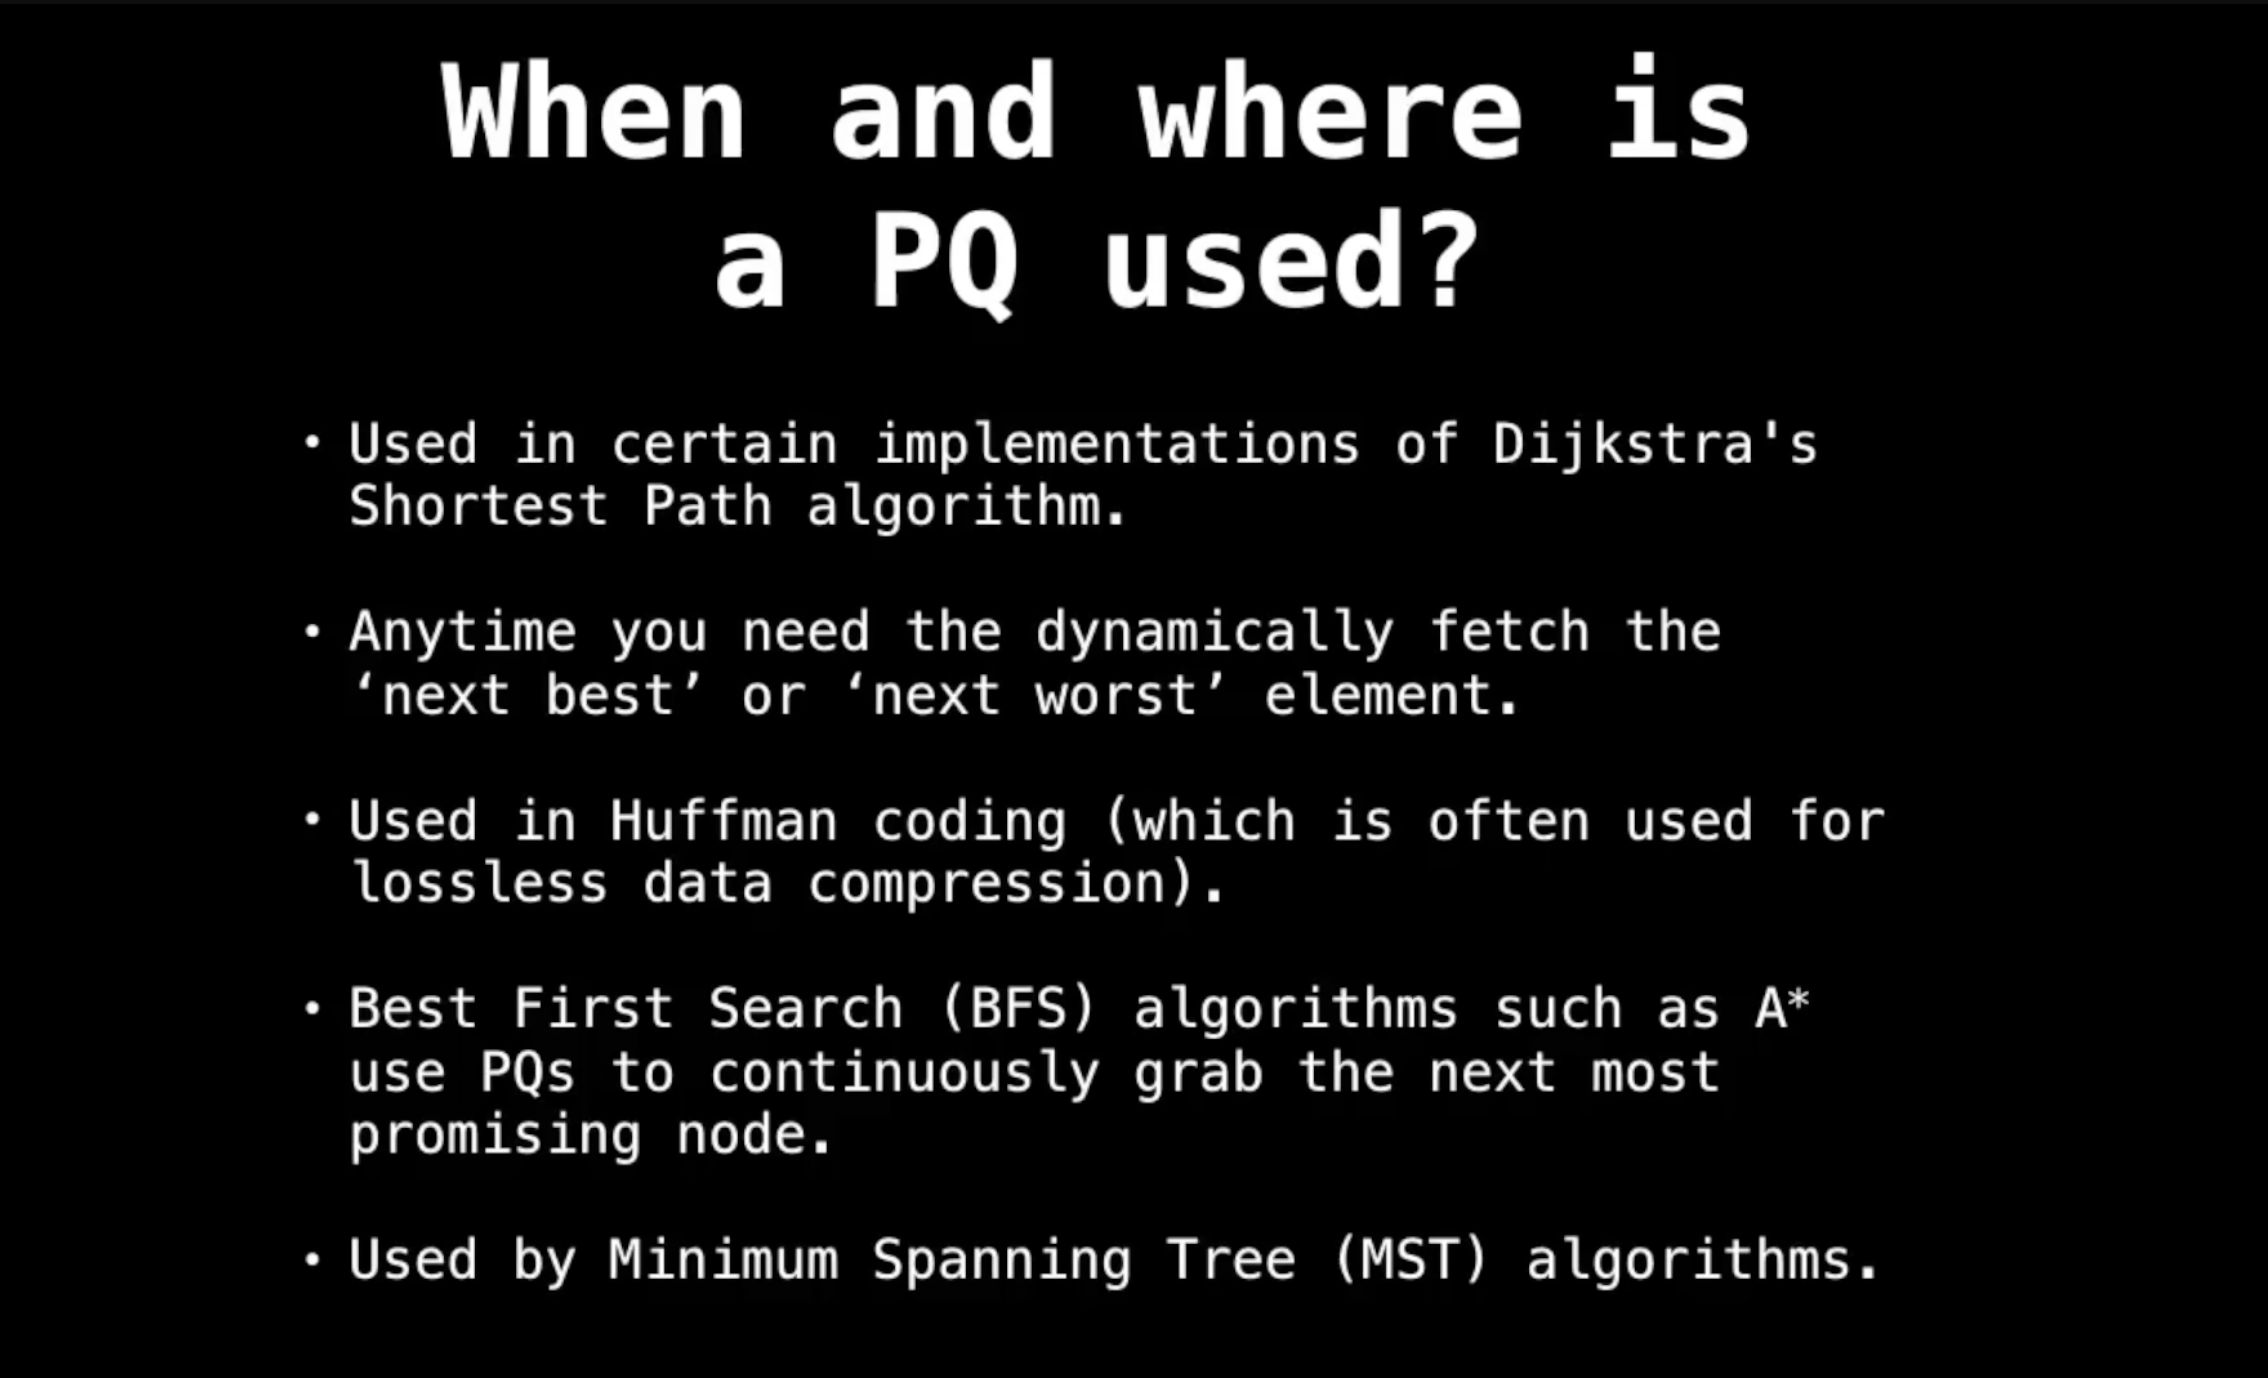 When and where is
a PQ used?
• Used in certain implementations of Dijkstra's
Shortest Path algorithm.
• Anytime you need the dynamically fetch the
‘next best’ or ‘next worst’ element.
• Used in Huffman coding (which is often used for
lossless data compression).
• Best First Search (BFS) algorithms such as A*
use PQs to continuously grab the next most
promising node.
• Used by Minimum Spanning Tree (MST) algorithms.